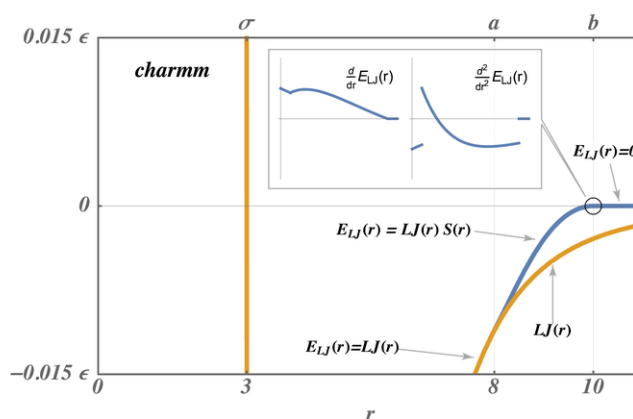 σ a b
0.015 ϵ
charmm
d/dr E_LJ(r)
d²/dr² E_LJ(r)
E_LJ(r)=0
0
E_LJ(r) = LJ(r) S(r)
LJ(r)
E_LJ(r)=LJ(r)
−0.015 ϵ
0 3 8 10
r